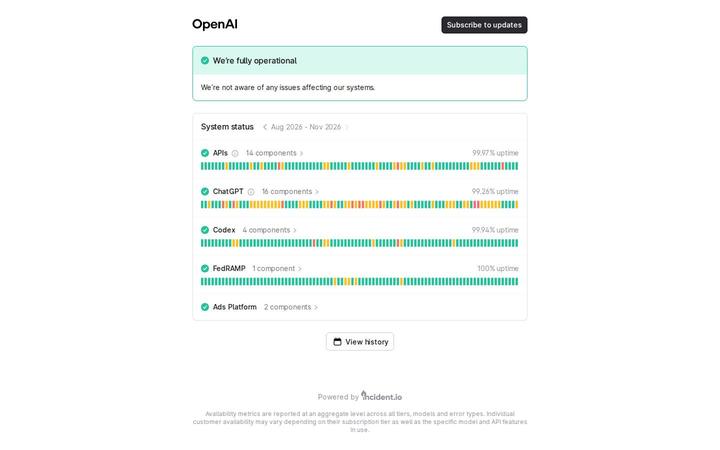 OpenAI
Subscribe to updates
We're fully operational
We're not aware of any issues affecting our systems.
System status Aug 2026 - Nov 2026
APIs 14 components 99.97% uptime
ChatGPT 16 components 99.26% uptime
Codex 4 components 99.94% uptime
FedRAMP 1 component 100% uptime
Ads Platform 2 components
View history
Powered by incident.io
Availability metrics are reported at an aggregate level across all tiers, models and error types. Individual
customer availability may vary depending on their subscription tier as well as the specific model and API features
in use.